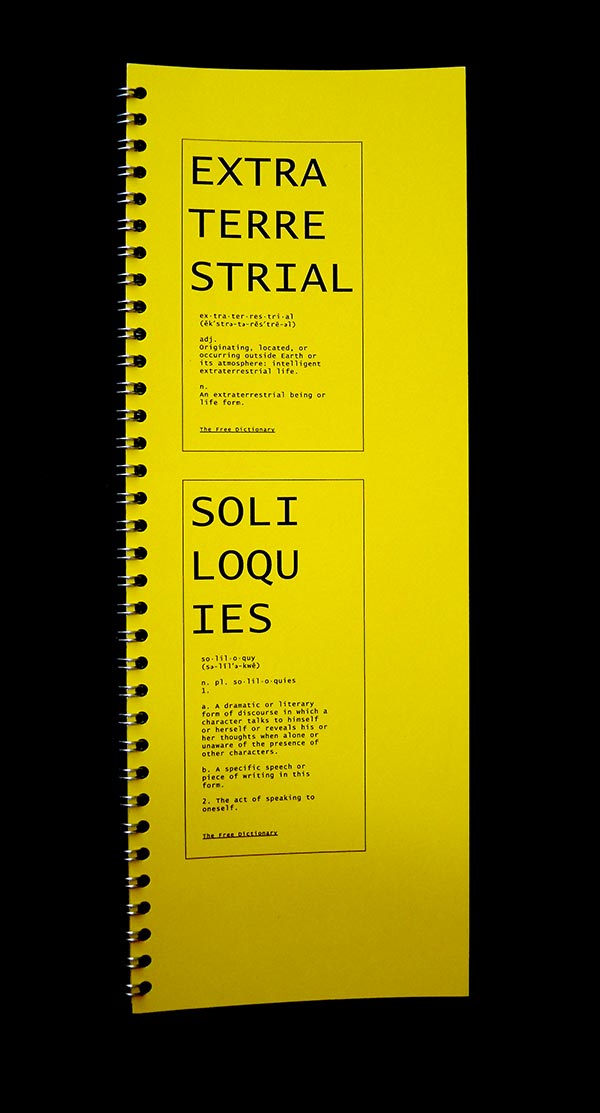 EXTRA
TERRE
STRIAL
ex·tra·ter·res·tri·al
(ĕk′strə-tə-rĕs′trē-əl)
adj.
Originating, located, or
occurring outside Earth or
its atmosphere: intelligent
extraterrestrial life.
n.
An extraterrestrial being or
life form.
The Free Dictionary
SOLI
LOQU
IES
so·lil·o·quy
(sə-lĭl′ə-kwē)
n. pl. so·lil·o·quies
1.
a. A dramatic or literary
form of discourse in which a
character talks to himself
or herself or reveals his or
her thoughts when alone or
unaware of the presence of
other characters.
b. A specific speech or
piece of writing in this
form.
2. The act of speaking to
oneself.
The Free Dictionary